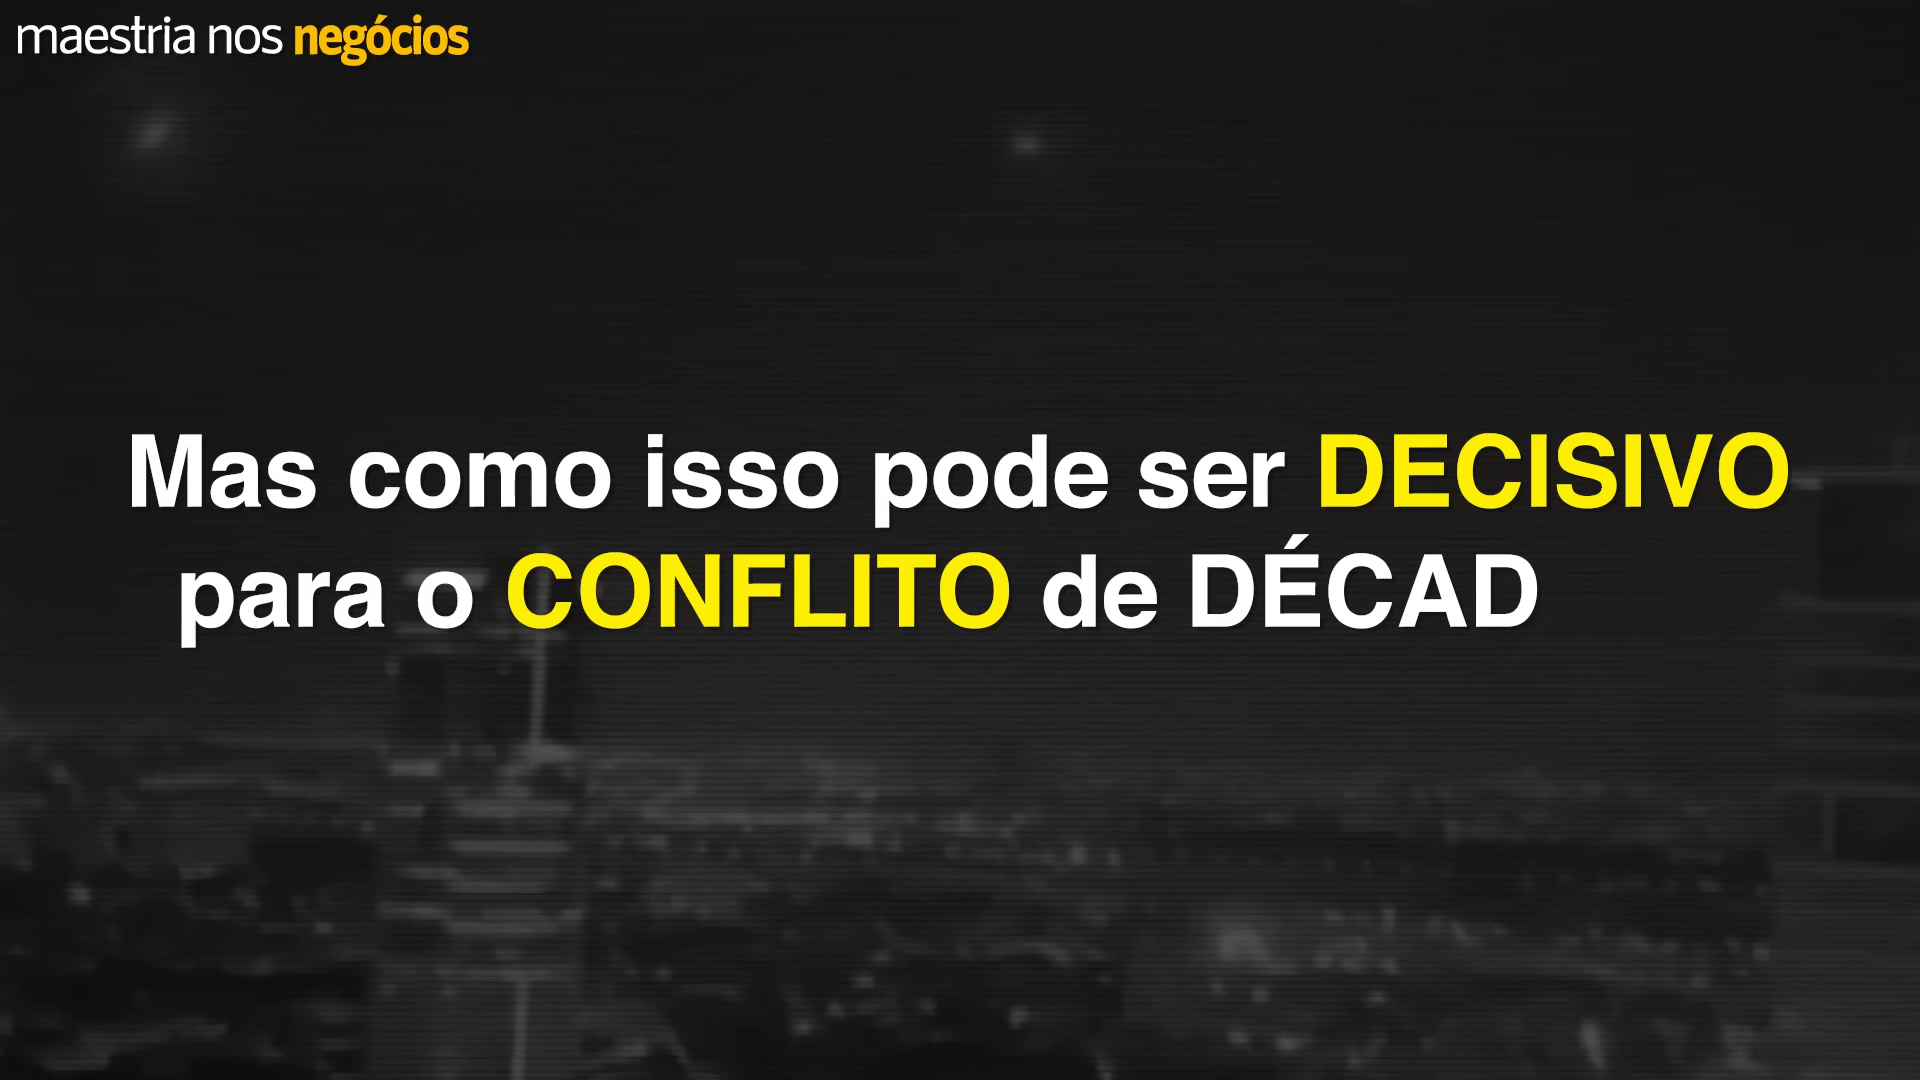 maestria nos negócios
Mas como isso pode ser DECISIVO
para o CONFLITO de DÉCAD